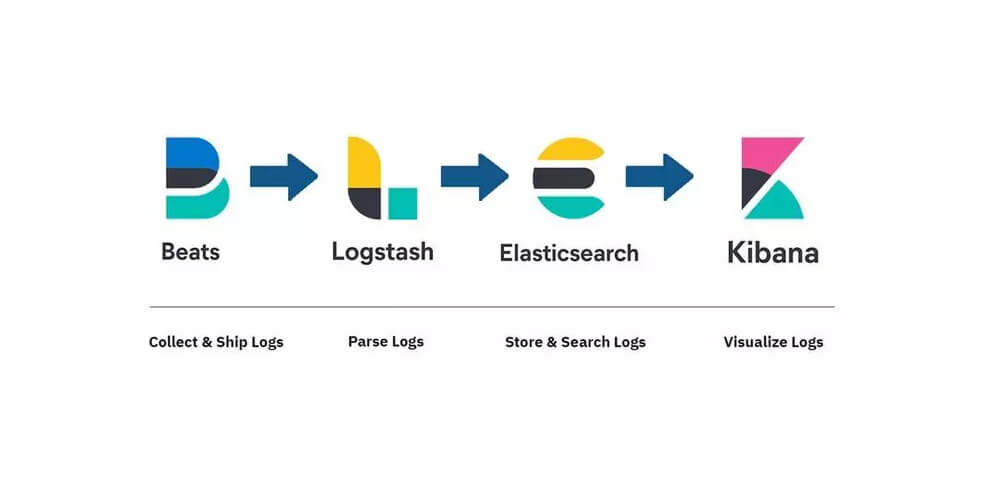 Beats
Logstash
Elasticsearch
Kibana
Collect & Ship Logs
Parse Logs
Store & Search Logs
Visualize Logs